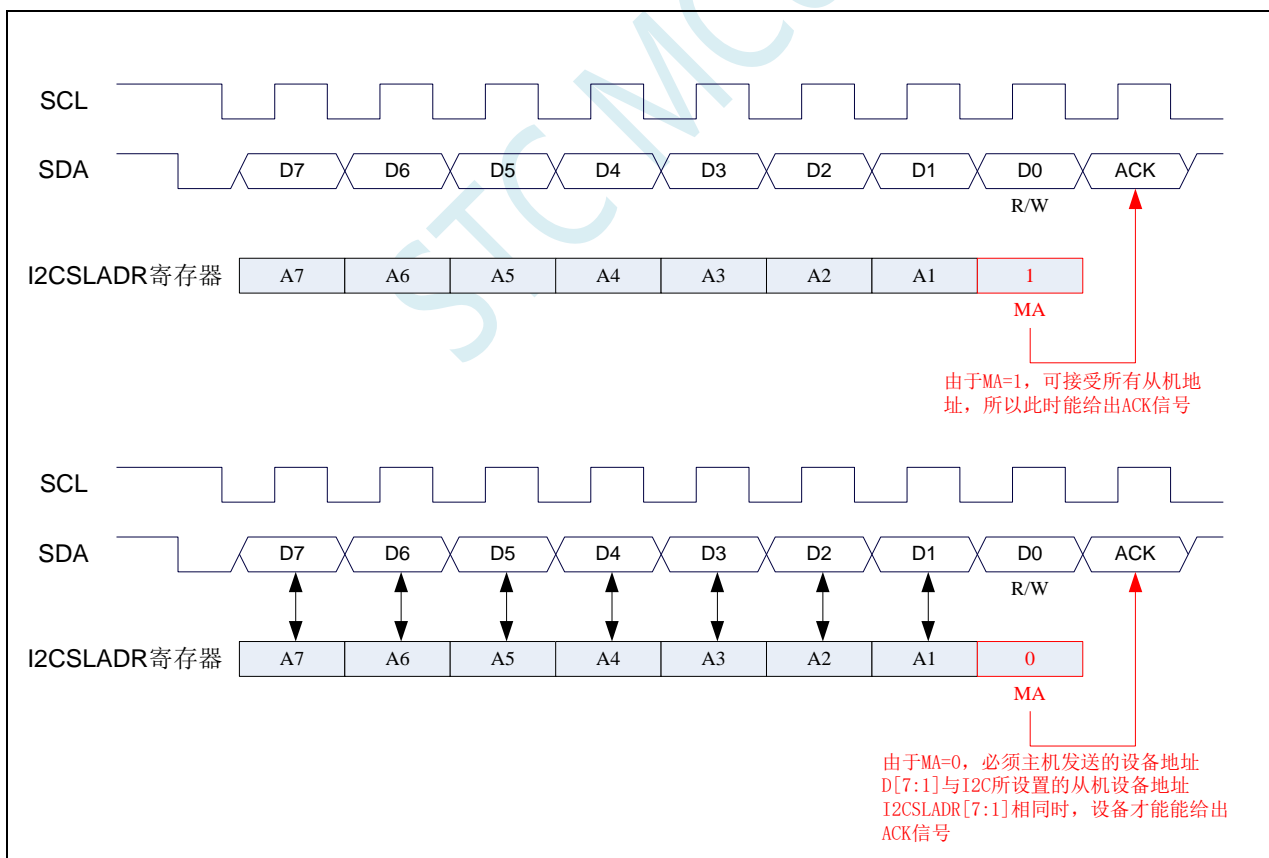 STC MC
SCL
SDA D7 D6 D5 D4 D3 D2 D1 D0 ACK
R/W
I2CSLADR寄存器 A7 A6 A5 A4 A3 A2 A1 1
MA
由于MA=1，可接受所有从机地
址，所以此时能给出ACK信号
SCL
SDA D7 D6 D5 D4 D3 D2 D1 D0 ACK
R/W
I2CSLADR寄存器 A7 A6 A5 A4 A3 A2 A1 0
MA
由于MA=0，必须主机发送的设备地址
D[7:1]与I2C所设置的从机设备地址
I2CSLADR[7:1]相同时，设备才能能给出
ACK信号